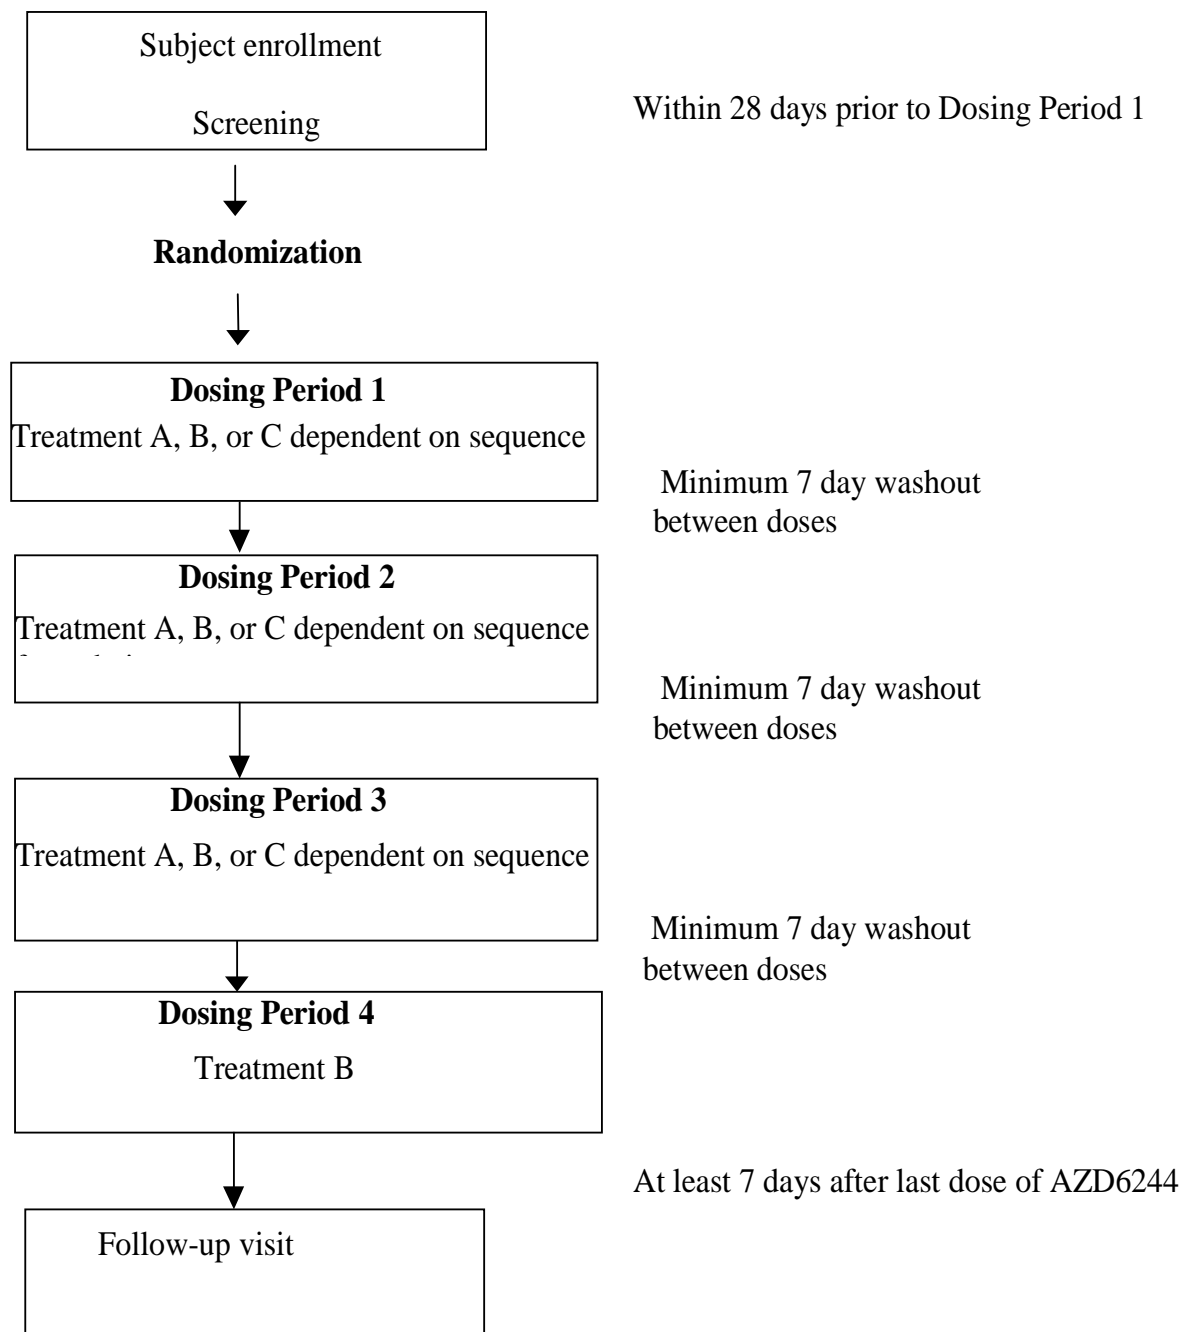 Subject enrollment
Screening
Within 28 days prior to Dosing Period 1
Randomization
Dosing Period 1
Treatment A, B, or C dependent on sequence
Minimum 7 day washout
between doses
Dosing Period 2
Treatment A, B, or C dependent on sequence
Minimum 7 day washout
between doses
Dosing Period 3
Treatment A, B, or C dependent on sequence
Minimum 7 day washout
between doses
Dosing Period 4
Treatment B
At least 7 days after last dose of AZD6244
Follow-up visit